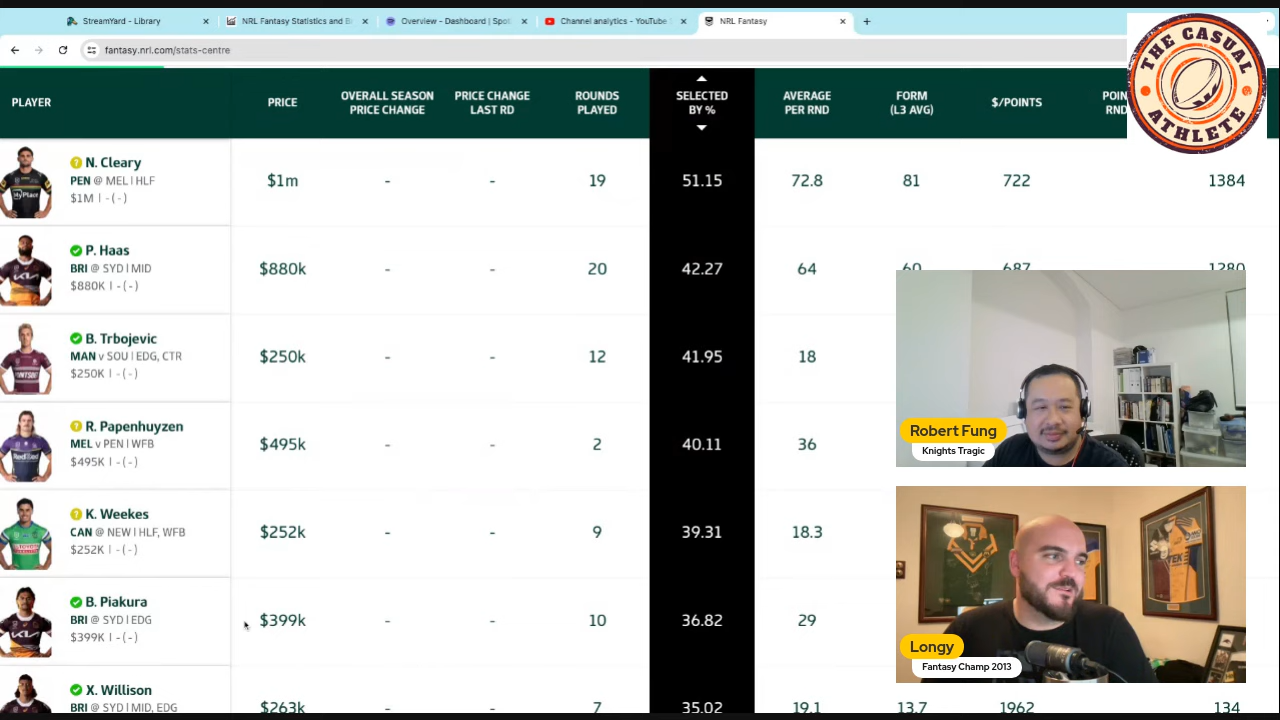 StreamYard - Library
NRL Fantasy Statistics and B
Overview - Dashboard | Spot
Channel analytics - YouTube
NRL Fantasy
fantasy.nrl.com/stats-centre
PLAYER
PRICE
OVERALL SEASON
PRICE CHANGE
PRICE CHANGE
LAST RD
ROUNDS
PLAYED
SELECTED
BY %
AVERAGE
PER RND
FORM
(L3 AVG)
$/POINTS
POIN
RND
THE CASUAL
ATHLETE
N. Cleary
PEN @ MEL | HLF
$1M | - (-)
$1m - - 19 51.15 72.8 81 722 1384
P. Haas
BRI @ SYD | MID
$880K | - (-)
$880k - - 20 42.27 64 60 687 1280
B. Trbojevic
MAN v SOU | EDG, CTR
$250K | - (-)
$250k - - 12 41.95 18
R. Papenhuyzen
MEL v PEN | WFB
$495K | - (-)
$495k - - 2 40.11 36
K. Weekes
CAN @ NEW | HLF, WFB
$252K | - (-)
$252k - - 9 39.31 18.3
B. Piakura
BRI @ SYD | EDG
$399K | - (-)
$399k - - 10 36.82 29
X. Willison
BRI @ SYD | MID, EDG
$263k - - 7 35.02 19.1 13.7 1962 134
Robert Fung
Knights Tragic
Longy
Fantasy Champ 2013